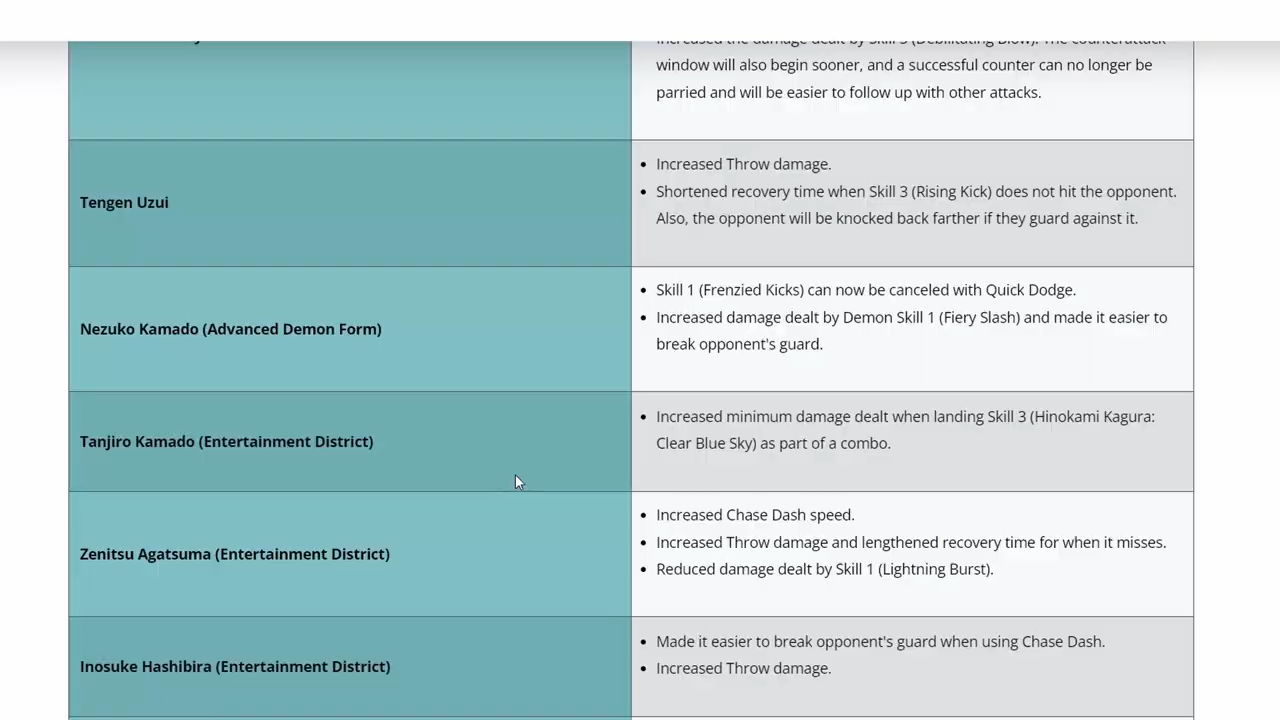 Increased the damage dealt by Skill 3 (Debilitating Blow). The counterattack
window will also begin sooner, and a successful counter can no longer be
parried and will be easier to follow up with other attacks.
Tengen Uzui
• Increased Throw damage.
• Shortened recovery time when Skill 3 (Rising Kick) does not hit the opponent.
Also, the opponent will be knocked back farther if they guard against it.
Nezuko Kamado (Advanced Demon Form)
• Skill 1 (Frenzied Kicks) can now be canceled with Quick Dodge.
• Increased damage dealt by Demon Skill 1 (Fiery Slash) and made it easier to
break opponent's guard.
Tanjiro Kamado (Entertainment District)
• Increased minimum damage dealt when landing Skill 3 (Hinokami Kagura:
Clear Blue Sky) as part of a combo.
Zenitsu Agatsuma (Entertainment District)
• Increased Chase Dash speed.
• Increased Throw damage and lengthened recovery time for when it misses.
• Reduced damage dealt by Skill 1 (Lightning Burst).
Inosuke Hashibira (Entertainment District)
• Made it easier to break opponent's guard when using Chase Dash.
• Increased Throw damage.